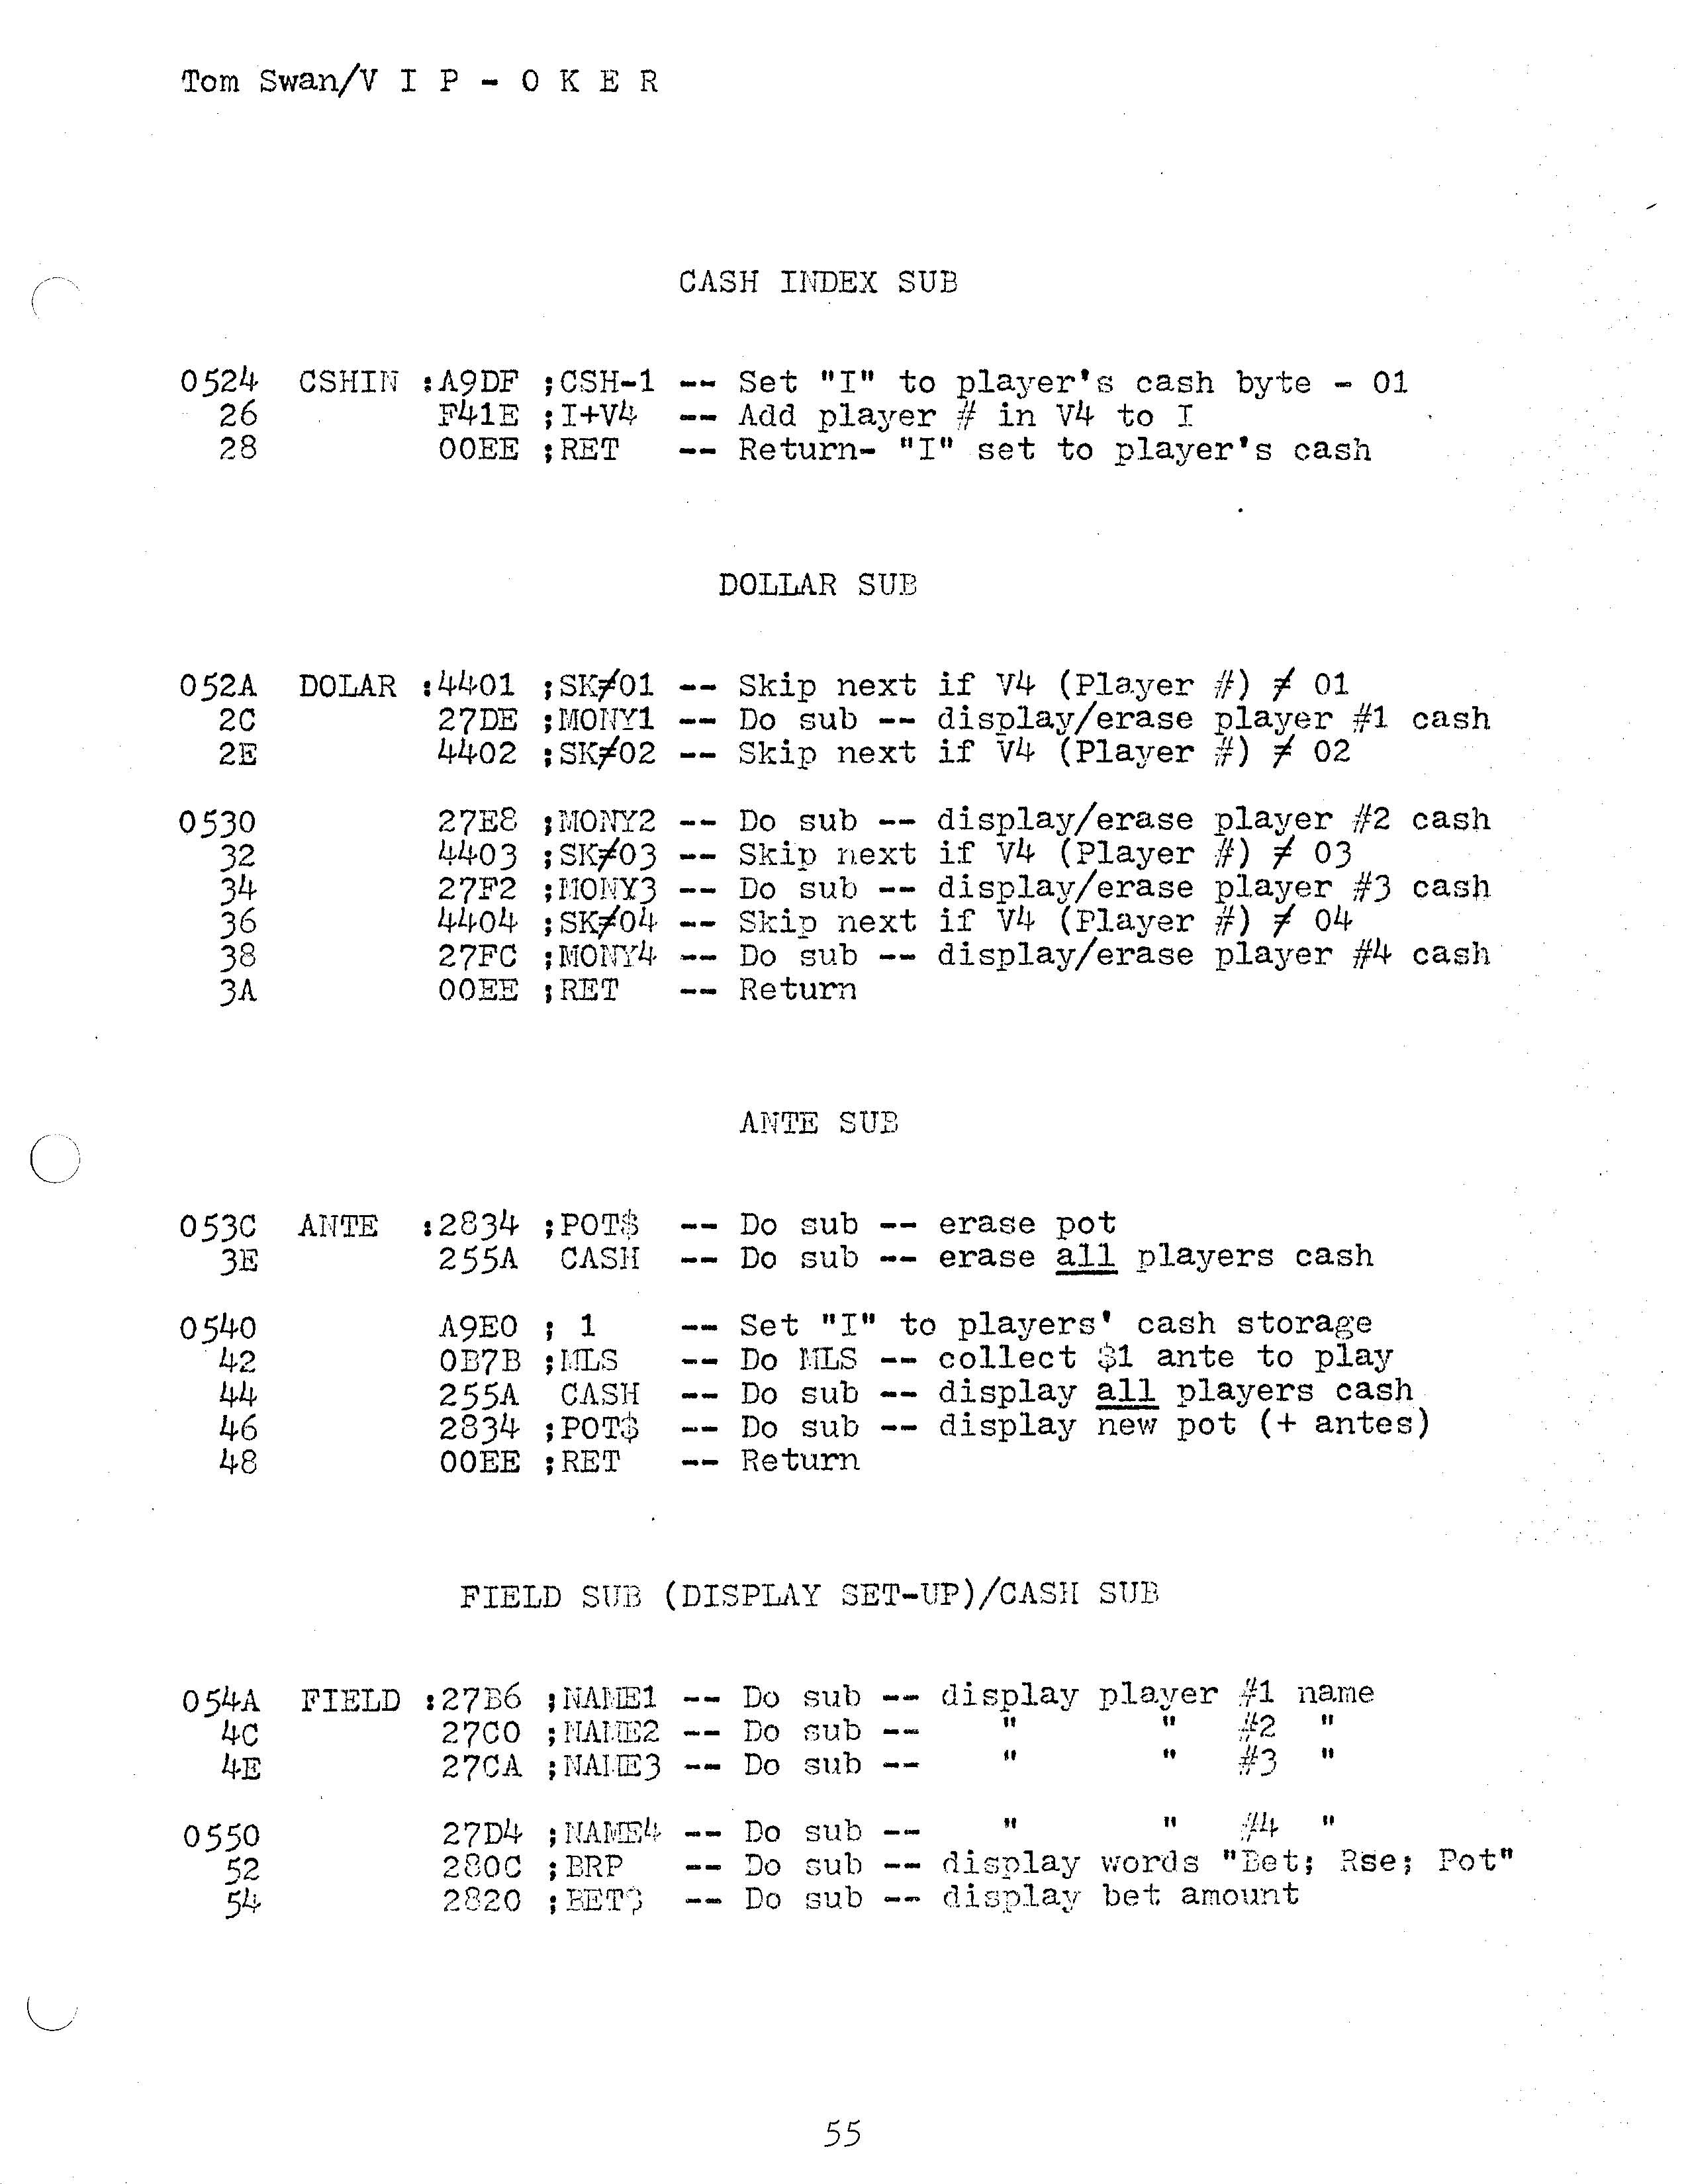 Tom Swan/V I P - O K E R
CASH INDEX SUB
0524 CSHIN :A9DF ;CSH-1 -- Set "I" to player's cash byte - 01
26 F41E ;I+V4 -- Add player # in V4 to I
28 00EE ;RET -- Return- "I" set to player's cash
DOLLAR SUB
052A DOLAR :4401 ;SK≠01 -- Skip next if V4 (Player #) ≠ 01
2C 27DE ;MONY1 -- Do sub -- display/erase player #1 cash
2E 4402 ;SK≠02 -- Skip next if V4 (Player #) ≠ 02
0530 27E8 ;MONY2 -- Do sub -- display/erase player #2 cash
32 4403 ;SK≠03 -- Skip next if V4 (Player #) ≠ 03
34 27F2 ;MONY3 -- Do sub -- display/erase player #3 cash
36 4404 ;SK≠04 -- Skip next if V4 (Player #) ≠ 04
38 27FC ;MONY4 -- Do sub -- display/erase player #4 cash
3A 00EE ;RET -- Return
ANTE SUB
053C ANTE :2834 ;POT$ -- Do sub -- erase pot
3E 255A CASH -- Do sub -- erase all players cash
0540 A9E0 ; 1 -- Set "I" to players' cash storage
42 0B7B ;MLS -- Do MLS -- collect $1 ante to play
44 255A CASH -- Do sub -- display all players cash
46 2834 ;POT$ -- Do sub -- display new pot (+ antes)
48 00EE ;RET -- Return
FIELD SUB (DISPLAY SET-UP)/CASH SUB
054A FIELD :27B6 ;NAME1 -- Do sub -- display player #1 name
4C 27C0 ;NAME2 -- Do sub -- " " #2 "
4E 27CA ;NAME3 -- Do sub -- " " #3 "
0550 27D4 ;NAME4 -- Do sub -- " " #4 "
52 280C ;BRP -- Do sub -- display words "Bet; Rse; Pot"
54 2820 ;BET$ -- Do sub -- display bet amount
55